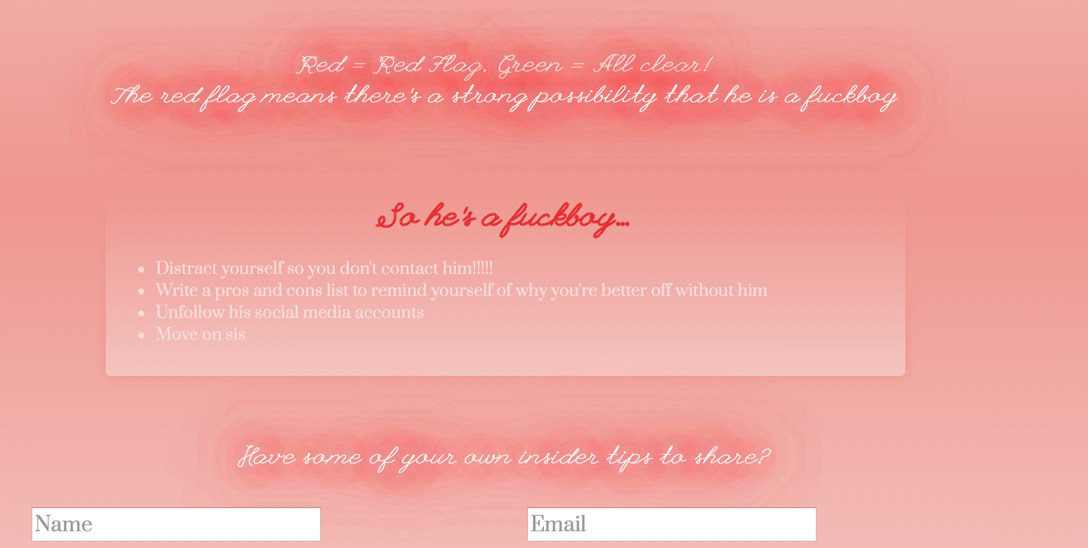 Red = Red Flag. Green = All clear!
The red flag means there's a strong possibility that he is a fuckboy
So he's a fuckboy...
Distract yourself so you don't contact him!!!!!
Write a pros and cons list to remind yourself of why you're better off without him
Unfollow his social media accounts
Move on sis
Have some of your own insider tips to share?
Name
Email